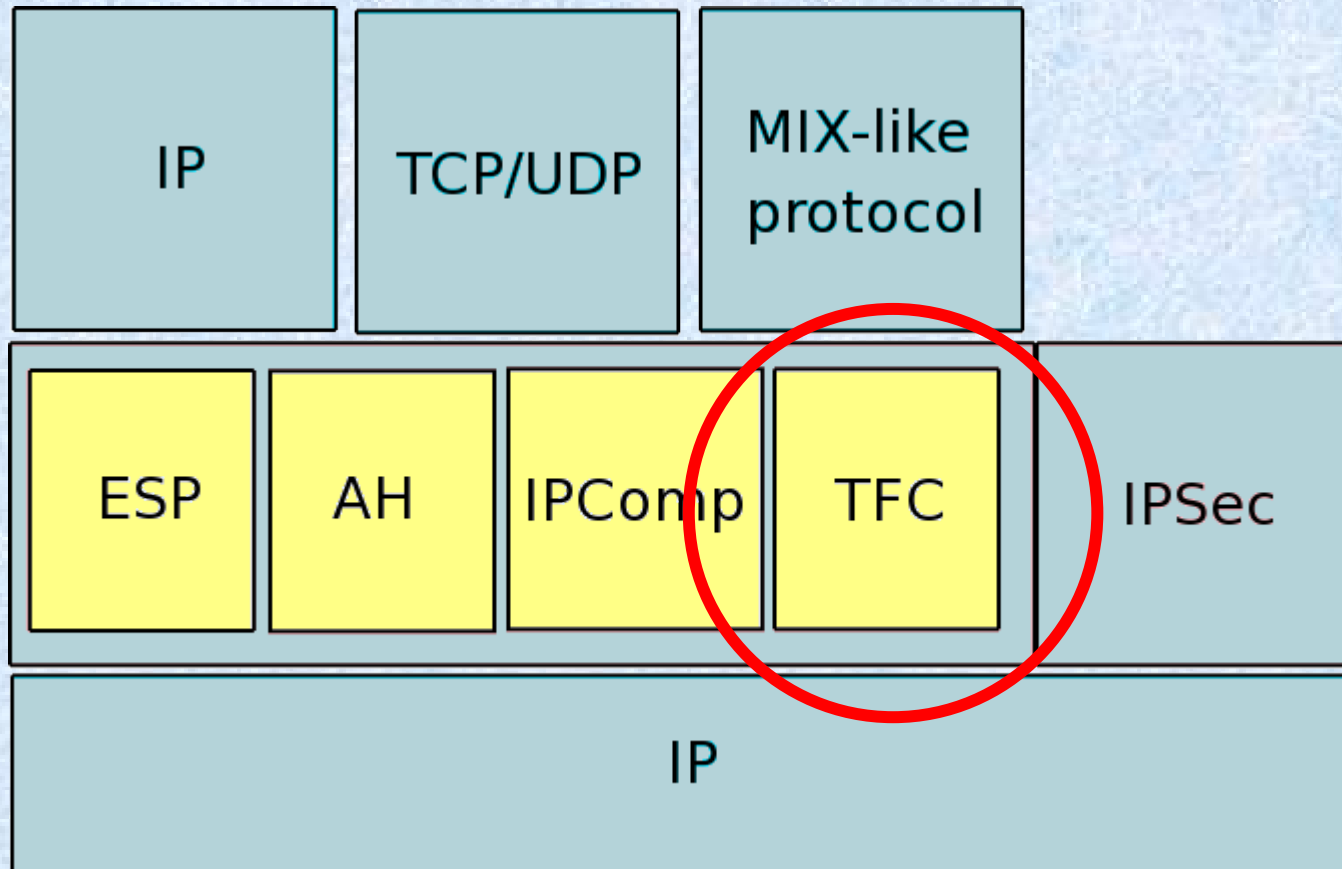 IP
TCP/UDP
MIX-like
protocol
ESP
AH
IPComp
TFC
IPSec
IP